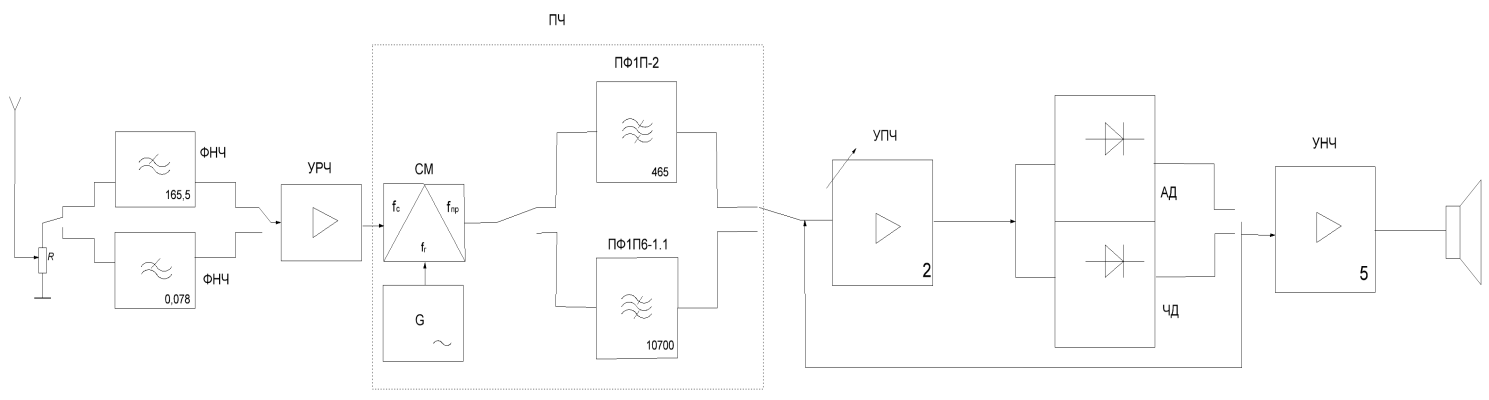 ПЧ
ПФ1П-2
465
ФНЧ
165,5
УРЧ
СМ
fс
fпр
fг
УПЧ
2
УНЧ
5
АД
R
ФНЧ
0,078
G
ПФ1П6-1.1
10700
ЧД